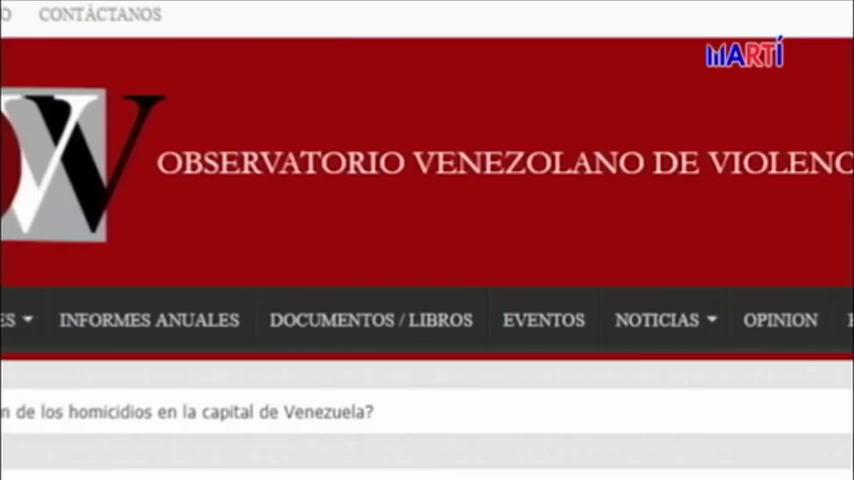 CONTÁCTANOS
MARTÍ
OBSERVATORIO VENEZOLANO DE VIOLENC
ES INFORMES ANUALES DOCUMENTOS / LIBROS EVENTOS NOTICIAS OPINION
n de los homicidios en la capital de Venezuela?